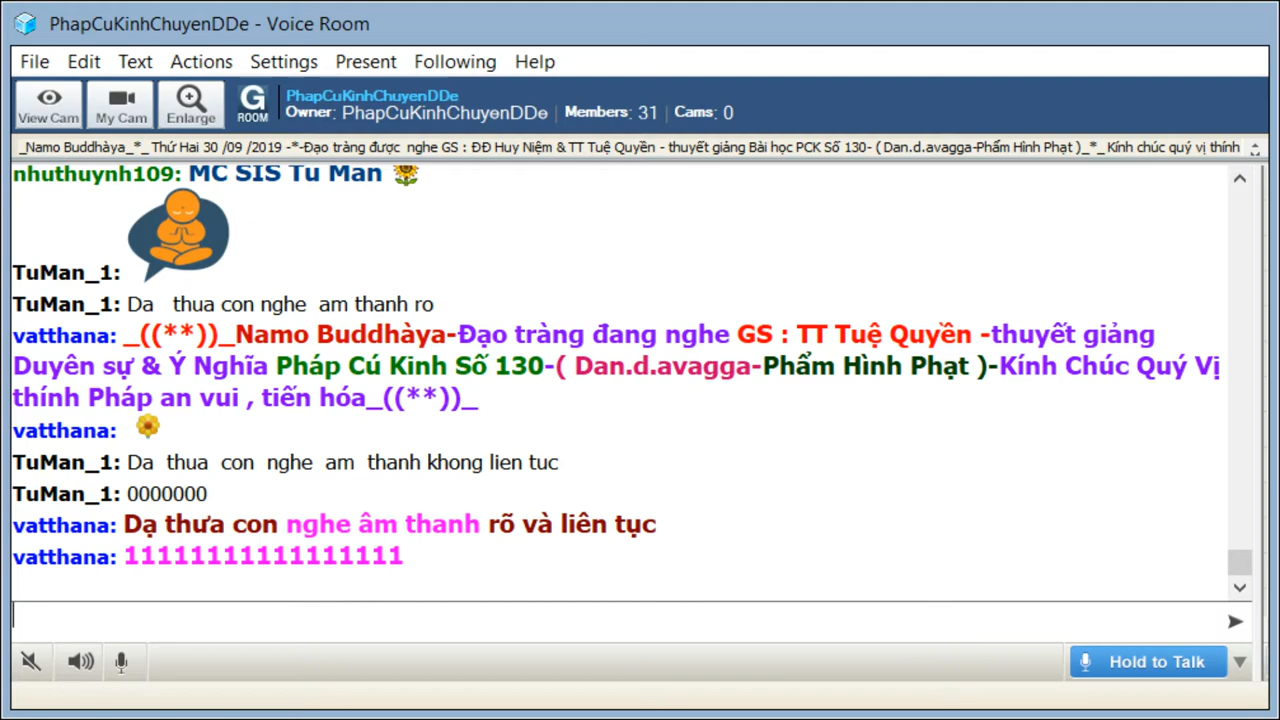 PhapCuKinhChuyenDDe - Voice Room
File Edit Text Actions Settings Present Following Help
View Cam My Cam Enlarge G ROOM PhapCuKinhChuyenDDe
Owner: PhapCuKinhChuyenDDe | Members: 31 | Cams: 0
_Namo Buddhàya_*_ Thứ Hai 30 /09 /2019 -*-Đạo tràng được nghe GS : ĐĐ Huy Niệm & TT Tuệ Quyền - thuyết giảng Bài học PCK Số 130- ( Dan.d.avagga-Phẩm Hình Phạt )_*_ Kính chúc quý vị thính
nhuthuynh109: MC SIS Tu Man
TuMan_1:
TuMan_1: Da thua con nghe am thanh ro
vatthana: _((**))_Namo Buddhàya-Đạo tràng đang nghe GS : TT Tuệ Quyền -thuyết giảng
Duyên sự & Ý Nghĩa Pháp Cú Kinh Số 130-( Dan.d.avagga-Phẩm Hình Phạt )-Kính Chúc Quý Vị
thính Pháp an vui , tiến hóa_((**))_
vatthana:
TuMan_1: Da thua con nghe am thanh khong lien tuc
TuMan_1: 0000000
vatthana: Dạ thưa con nghe âm thanh rõ và liên tục
vatthana: 11111111111111111
Hold to Talk